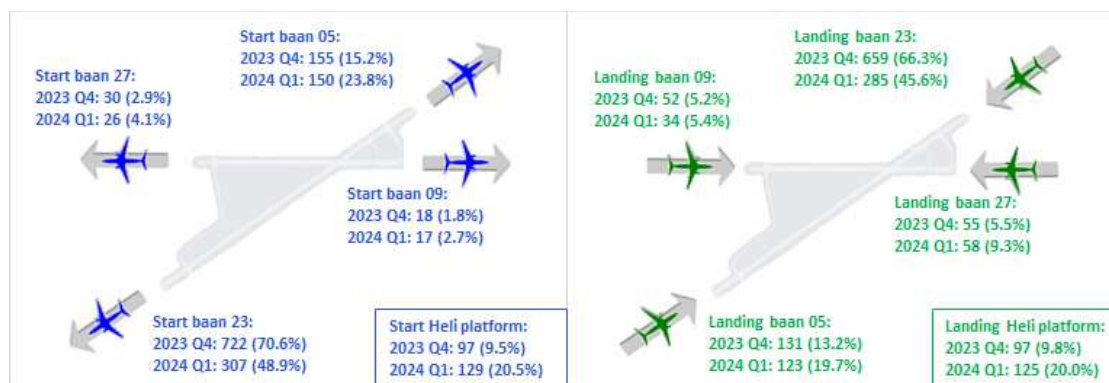 Start baan 05:
2023 Q4: 155 (15.2%)
2024 Q1: 150 (23.8%)
Start baan 27:
2023 Q4: 30 (2.9%)
2024 Q1: 26 (4.1%)
Start baan 09:
2023 Q4: 18 (1.8%)
2024 Q1: 17 (2.7%)
Start baan 23:
2023 Q4: 722 (70.6%)
2024 Q1: 307 (48.9%)
Start Heli platform:
2023 Q4: 97 (9.5%)
2024 Q1: 129 (20.5%)
Landing baan 23:
2023 Q4: 659 (66.3%)
2024 Q1: 285 (45.6%)
Landing baan 09:
2023 Q4: 52 (5.2%)
2024 Q1: 34 (5.4%)
Landing baan 27:
2023 Q4: 55 (5.5%)
2024 Q1: 58 (9.3%)
Landing baan 05:
2023 Q4: 131 (13.2%)
2024 Q1: 123 (19.7%)
Landing Heli platform:
2023 Q4: 97 (9.8%)
2024 Q1: 125 (20.0%)